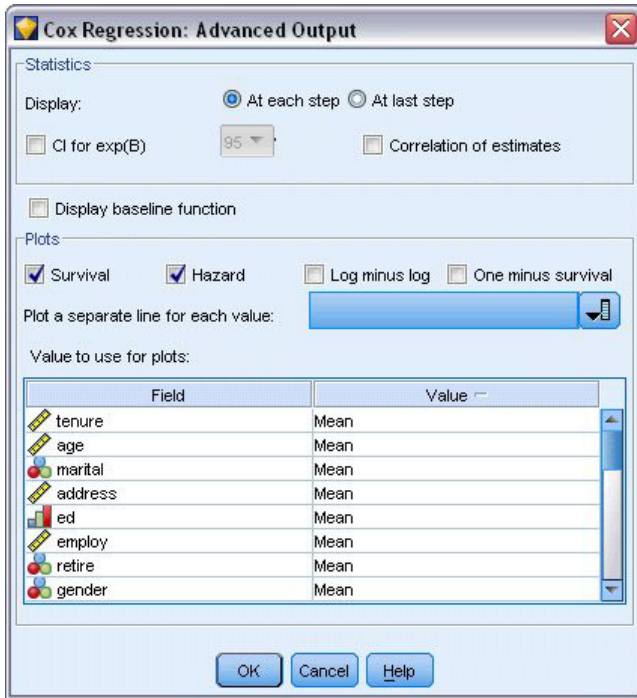 Cox Regression: Advanced Output
Statistics
Display: At each step At last step
CI for exp(B) 95 Correlation of estimates
Display baseline function
Plots
Survival Hazard Log minus log One minus survival
Plot a separate line for each value:
Value to use for plots:
Field Value
tenure Mean
age Mean
marital Mean
address Mean
ed Mean
employ Mean
retire Mean
gender Mean
OK Cancel Help